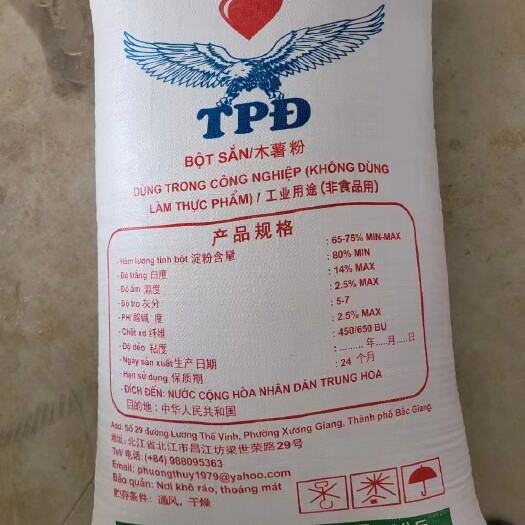 TPĐ
BỘT SẮN/木薯粉
DÙNG TRONG CÔNG NGHIỆP (KHÔNG DÙNG
LÀM THỰC PHẨM) / 工业用途 (非食品用)
产品规格
- Hàm lượng tinh bột 淀粉含量 : 65-75% MIN-MAX
- Độ trắng 白度 : 80% MIN
- Độ ẩm 湿度 : 14% MAX
- Độ tro 灰分 : 2.5% MAX
- PH/ 酸碱 度 : 5-7
- Chất xơ 纤维 : 2.5% MAX
- Độ dẻo 粘度 : 450/650 BU
- Ngày sản xuất 生产日期 : ......... 年.....月.....日
- Hạn sử dụng 保质期 : 24 个月
- ĐÍCH ĐẾN: NƯỚC CỘNG HÒA NHÂN DÂN TRUNG HOA
目的地: 中华人民共和国
Add: Số 29 đường Lương Thế Vinh, Phường Xương Giang, Thành phố Bắc Giang
地址: 北江省北江市昌江坊梁世荣路29号
Tel/ 电话: (+84) 988095363
Email: phuongthuy1979@yahoo.com
Bảo quản: Nơi khô ráo, thoáng mát
贮存条件: 通风, 干燥